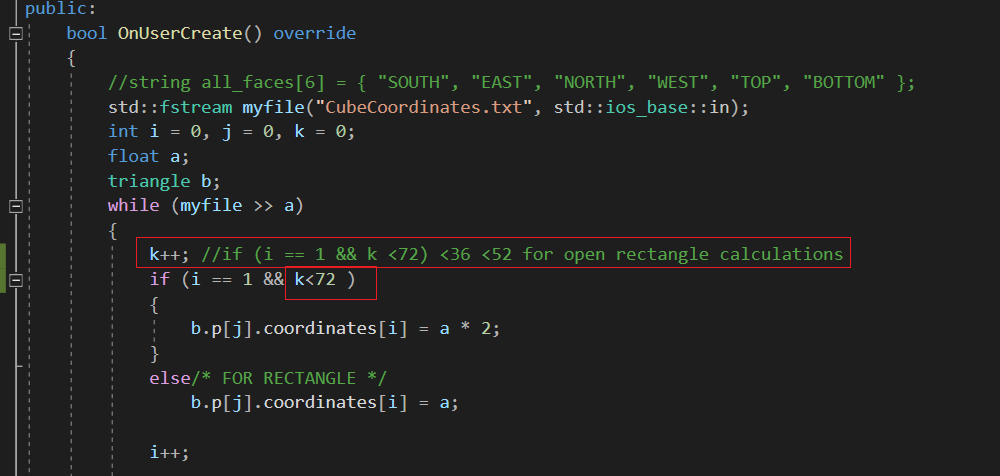 public:
bool OnUserCreate() override
{
//string all_faces[6] = { "SOUTH", "EAST", "NORTH", "WEST", "TOP", "BOTTOM" };
std::fstream myfile("CubeCoordinates.txt", std::ios_base::in);
int i = 0, j = 0, k = 0;
float a;
triangle b;
while (myfile >> a)
{
k++; //if (i == 1 && k <72) <36 <52 for open rectangle calculations
if (i == 1 && k<72 )
{
b.p[j].coordinates[i] = a * 2;
}
else/* FOR RECTANGLE */
b.p[j].coordinates[i] = a;
i++;